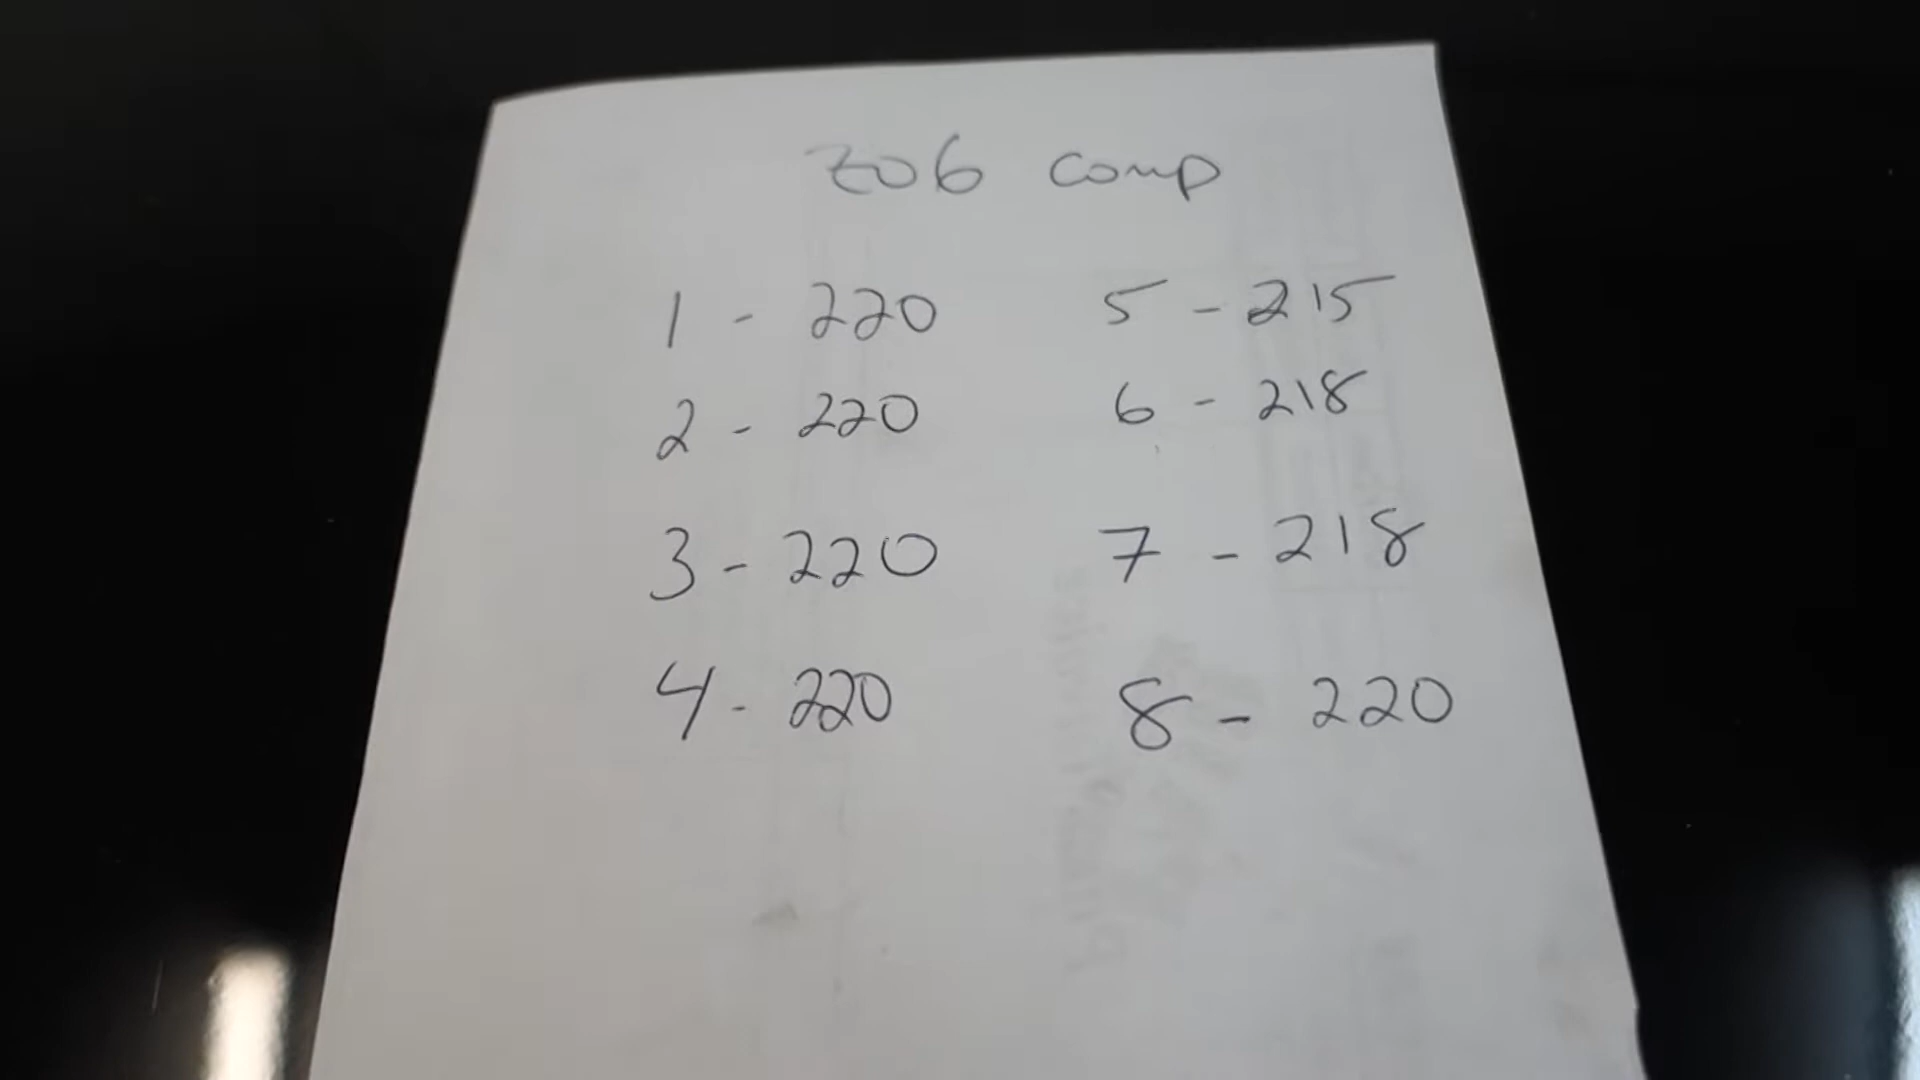 Z06 comp
1 - 220 5 - 215
2 - 220 6 - 218
3 - 220 7 - 218
4 - 220 8 - 220